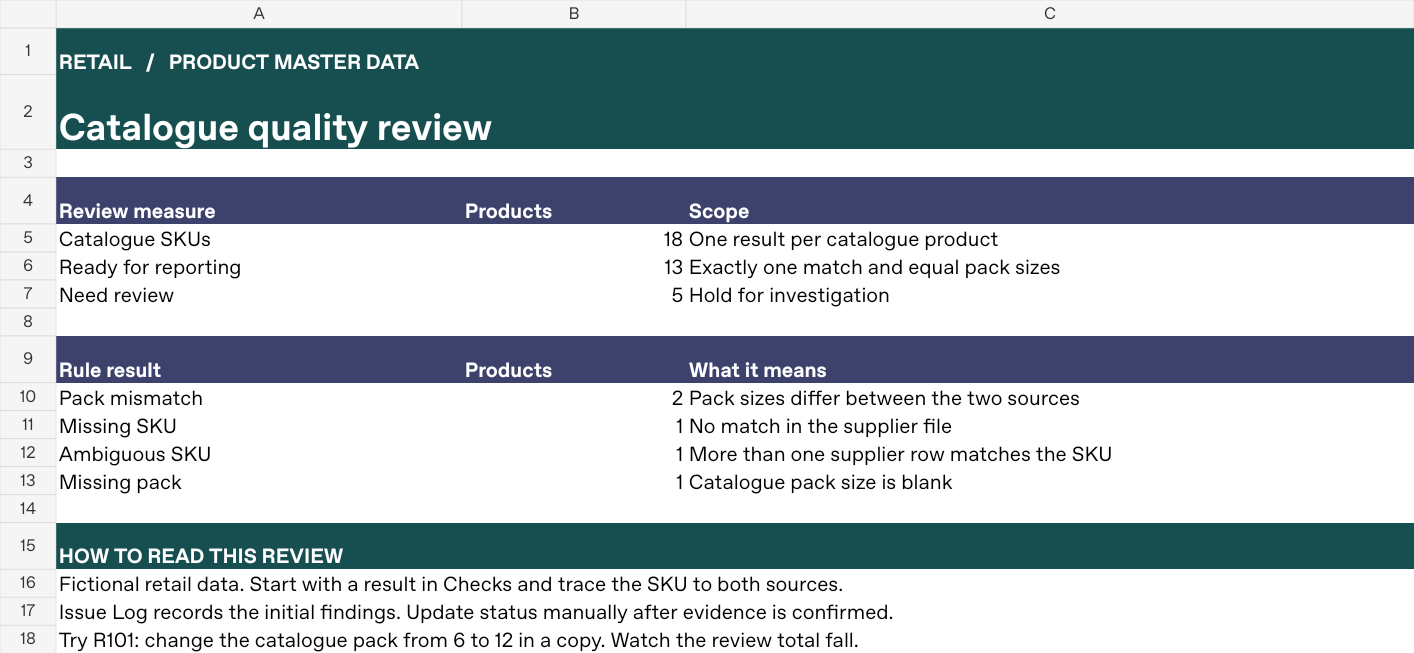 A B C
1 RETAIL / PRODUCT MASTER DATA
2 Catalogue quality review
3
4 Review measure Products Scope
5 Catalogue SKUs 18 One result per catalogue product
6 Ready for reporting 13 Exactly one match and equal pack sizes
7 Need review 5 Hold for investigation
8
9 Rule result Products What it means
10 Pack mismatch 2 Pack sizes differ between the two sources
11 Missing SKU 1 No match in the supplier file
12 Ambiguous SKU 1 More than one supplier row matches the SKU
13 Missing pack 1 Catalogue pack size is blank
14
15 HOW TO READ THIS REVIEW
16 Fictional retail data. Start with a result in Checks and trace the SKU to both sources.
17 Issue Log records the initial findings. Update status manually after evidence is confirmed.
18 Try R101: change the catalogue pack from 6 to 12 in a copy. Watch the review total fall.